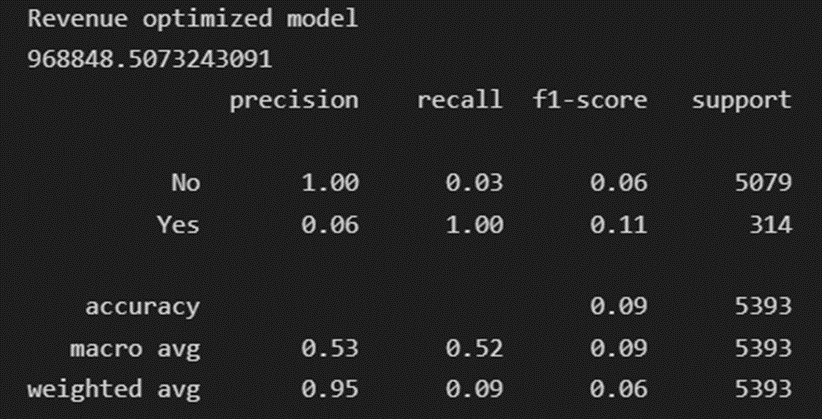 Revenue optimized model
968848.5073243091
precision recall f1-score support
No 1.00 0.03 0.06 5079
Yes 0.06 1.00 0.11 314
accuracy 0.09 5393
macro avg 0.53 0.52 0.09 5393
weighted avg 0.95 0.09 0.06 5393